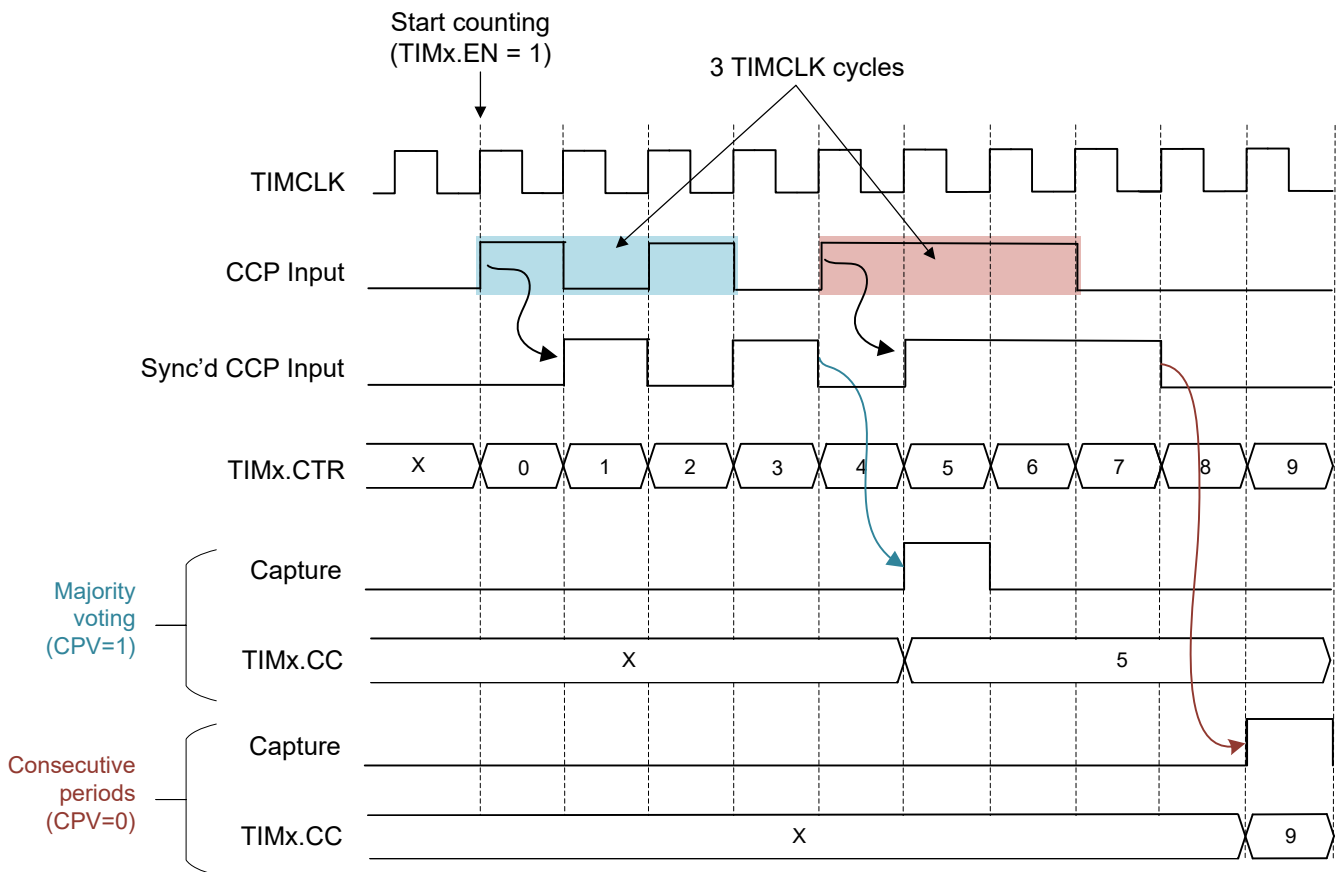 Start counting
(TIMx.EN = 1)
3 TIMCLK cycles
TIMCLK
CCP Input
Sync'd CCP Input
TIMx.CTR
X
0
1
2
3
4
5
6
7
8
9
Majority
voting
(CPV=1)
Capture
TIMx.CC
X
5
Consecutive
periods
(CPV=0)
Capture
TIMx.CC
X
9